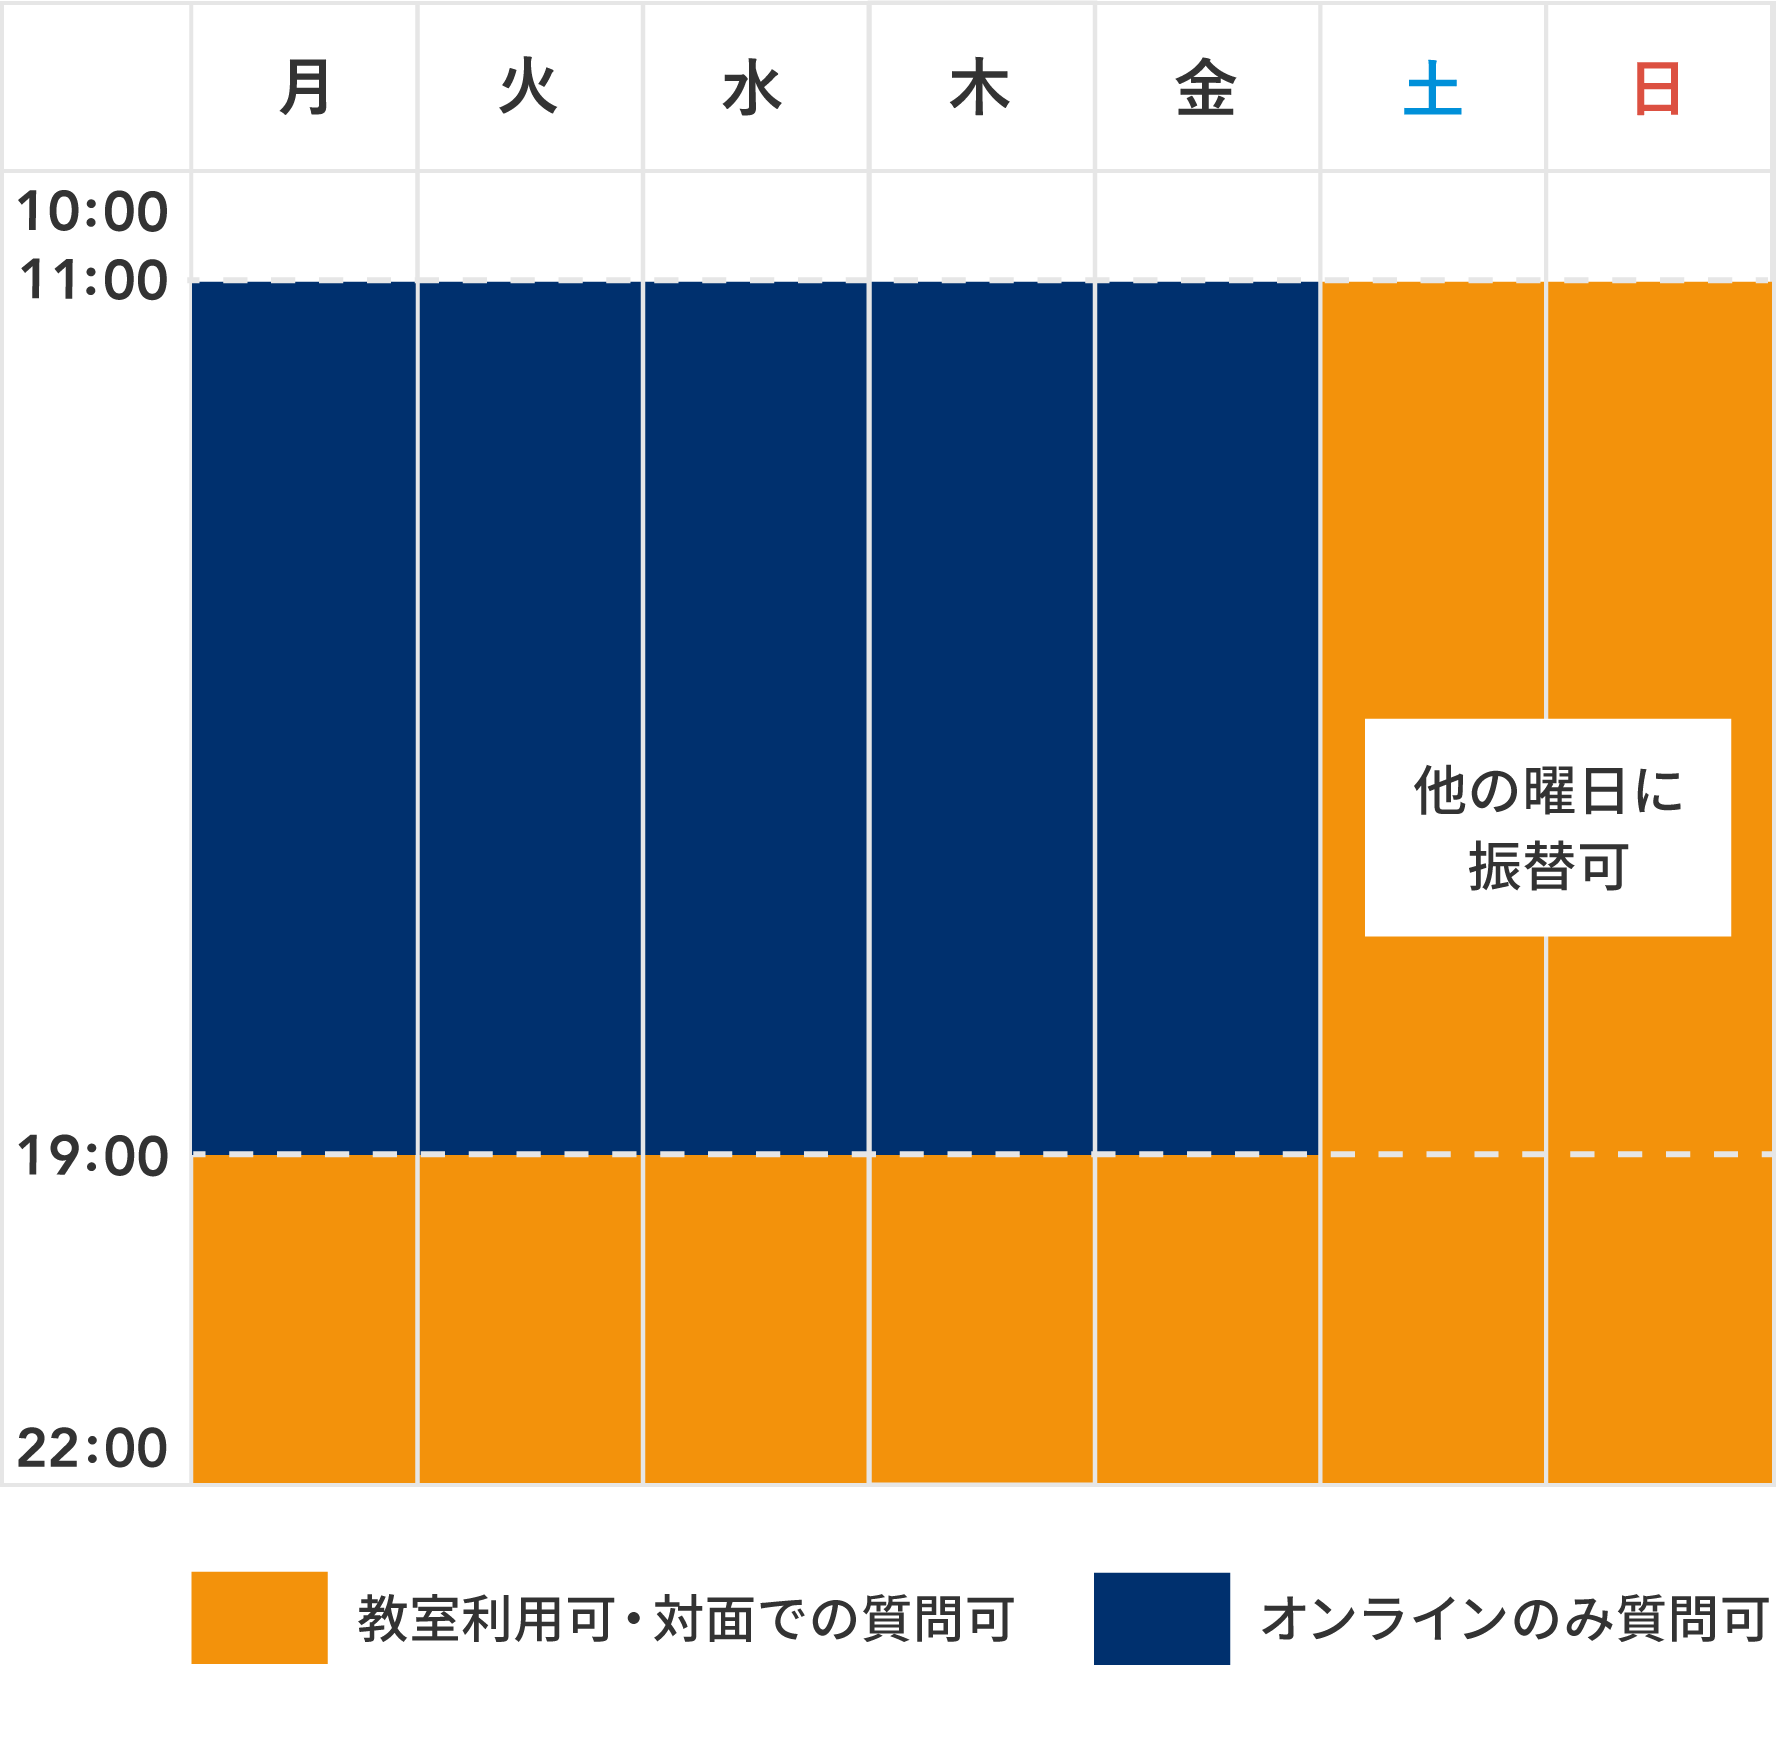 月 火 水 木 金 土 日
10:00
11:00
他の曜日に
振替可
19:00
22:00
教室利用可・対面での質問可 オンラインのみ質問可